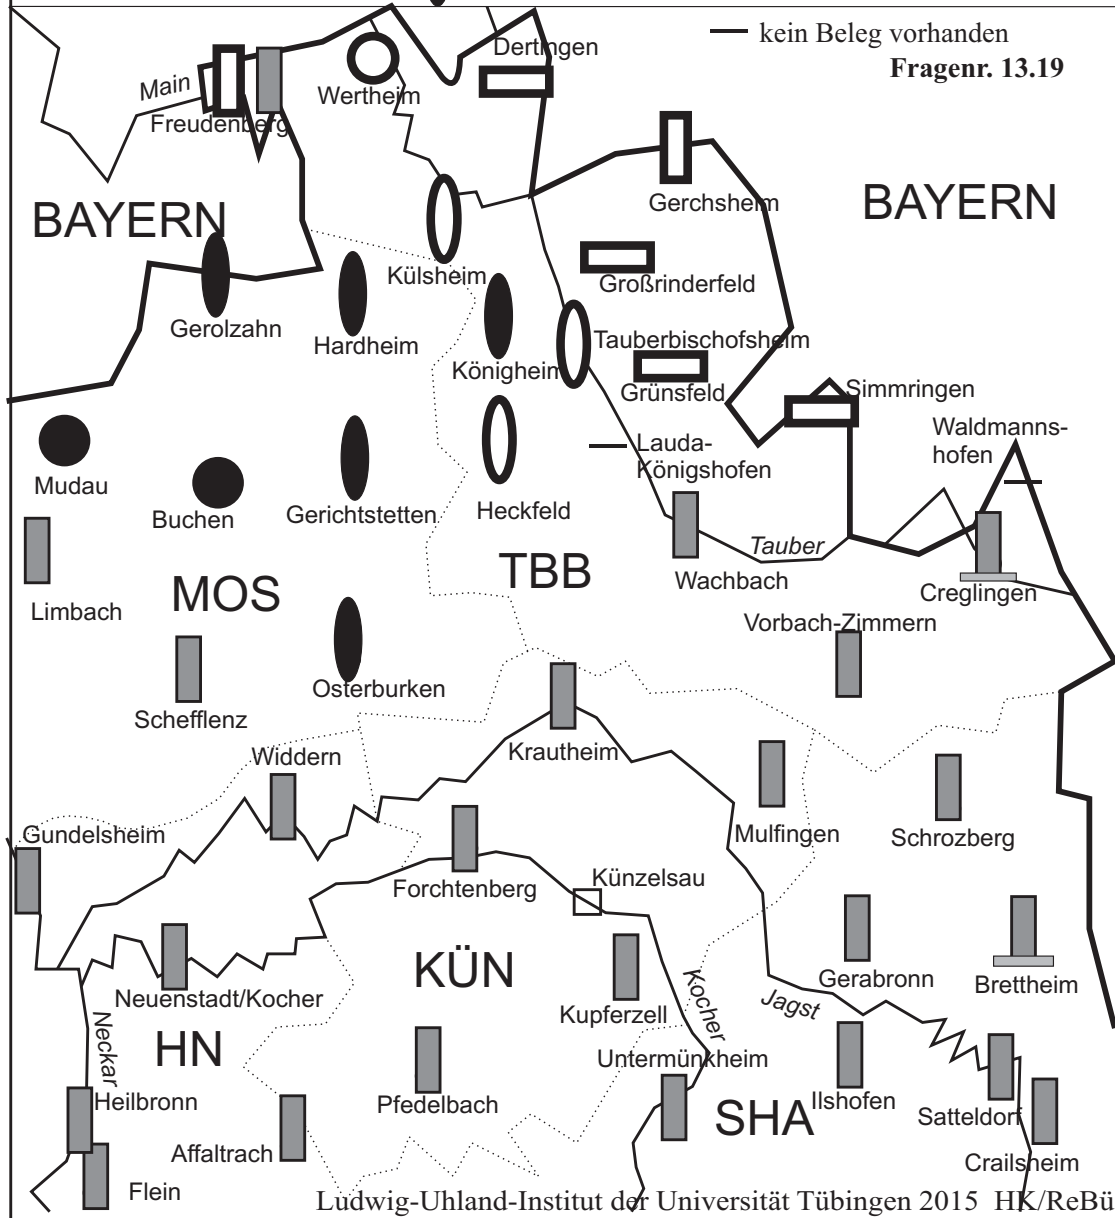 kein Beleg vorhanden
Fragenr. 13.19
Dertingen
Main
Wertheim
Freudenberg
BAYERN
BAYERN
Gerchsheim
Külsheim
Großrinderfeld
Gerolzahn
Hardheim
Tauberbischofsheim
Königheim
Grünsfeld
Simmringen
Waldmanns-
hofen
Lauda-
Königshofen
Mudau
Buchen
Gerichtstetten
Heckfeld
Tauber
TBB
Wachbach
Creglingen
MOS
Limbach
Vorbach-Zimmern
Osterburken
Schefflenz
Widdern
Krautheim
Gundelsheim
Mulfingen
Schrozberg
Forchtenberg
Künzelsau
KÜN
Gerabronn
Brettheim
Neuenstadt/Kocher
Kupferzell
Kocher
Jagst
Neckar
HN
Untermünkheim
Heilbronn
Pfedelbach
SHA
Ilshofen
Satteldorf
Affaltrach
Crailsheim
Flein
Ludwig-Uhland-Institut der Universität Tübingen 2015 HK/ReBü